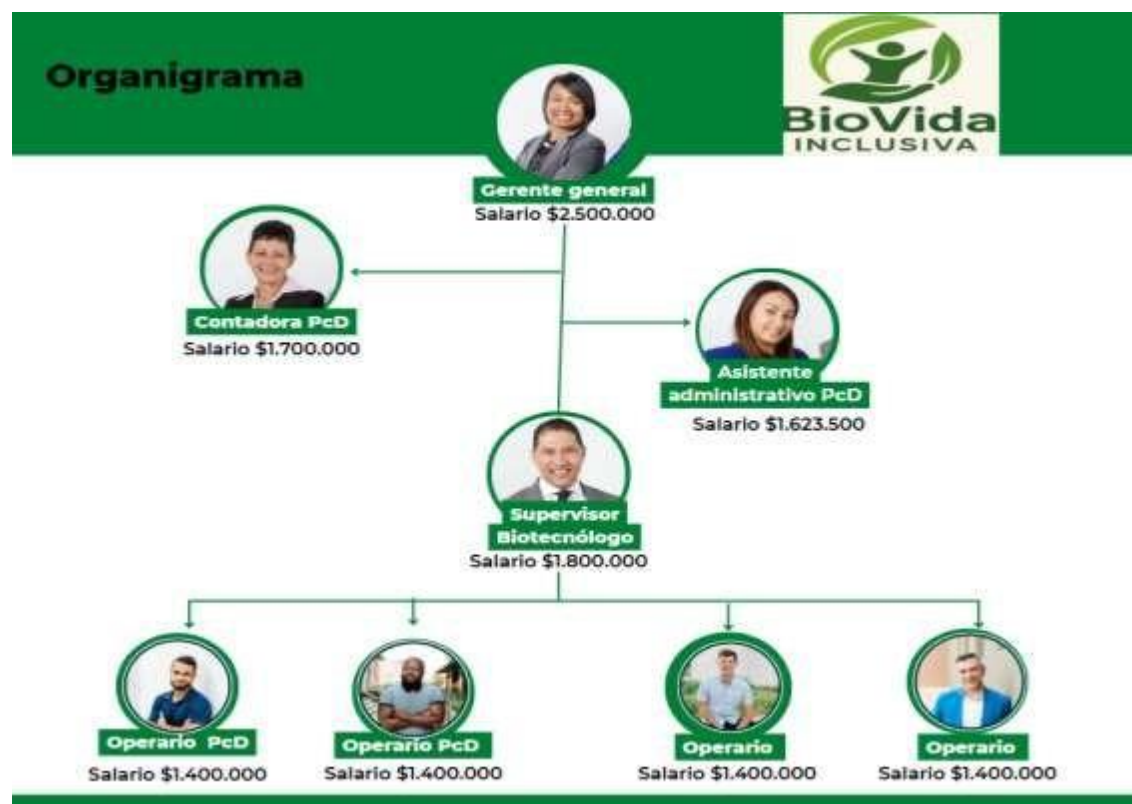 Organigrama
BioVida
INCLUSIVA
Gerente general
Salario $2.500.000
Contadora PcD
Salario $1.700.000
Asistente
administrativo PcD
Salario $1.623.500
Supervisor
Biotecnólogo
Salario $1.800.000
Operario PcD
Salario $1.400.000
Operario PcD
Salario $1.400.000
Operario
Salario $1.400.000
Operario
Salario $1.400.000